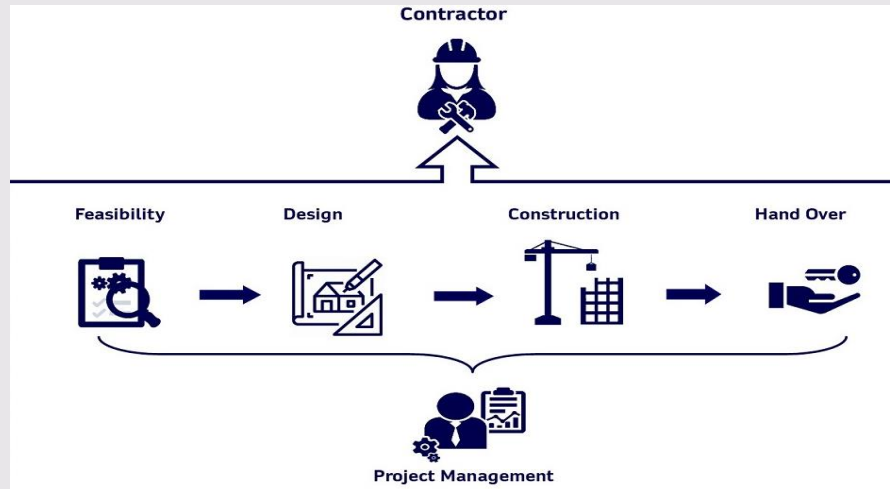 Contractor
Feasibility
Design
Construction
Hand Over
Project Management